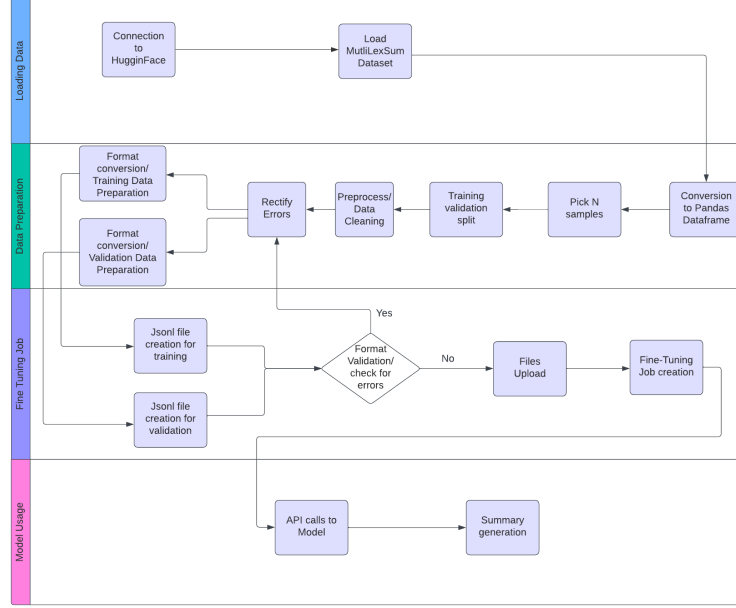 Loading Data
Connection
to
HugginFace
Load
MutliLexSum
Dataset
Data Preparation
Format
conversion/
Training Data
Preparation
Format
conversion/
Validation Data
Preparation
Rectify
Errors
Preprocess/
Data
Cleaning
Training
validation
split
Pick N
samples
Conversion
to Pandas
Dataframe
Fine Tuning Job
Jsonl file
creation for
training
Jsonl file
creation for
validation
Yes
Format
Validation/
check for
errors
No
Files
Upload
Fine-Tuning
Job creation
Model Usage
API calls to
Model
Summary
generation